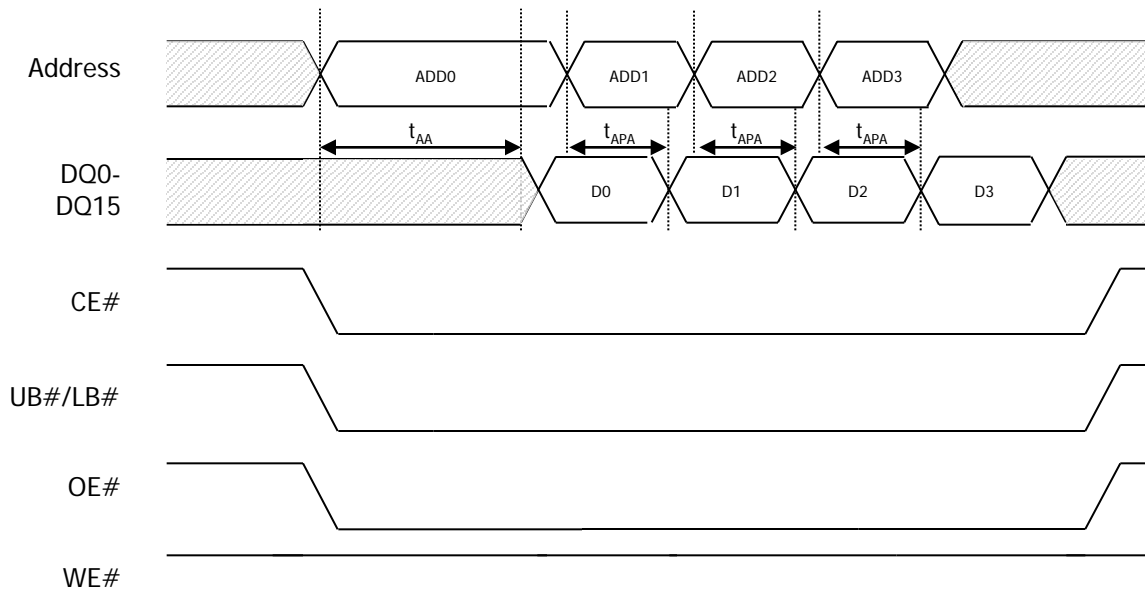 Address
ADD0 ADD1 ADD2 ADD3
tAA tAPA tAPA tAPA
DQ0-
DQ15
D0 D1 D2 D3
CE#
UB#/LB#
OE#
WE#